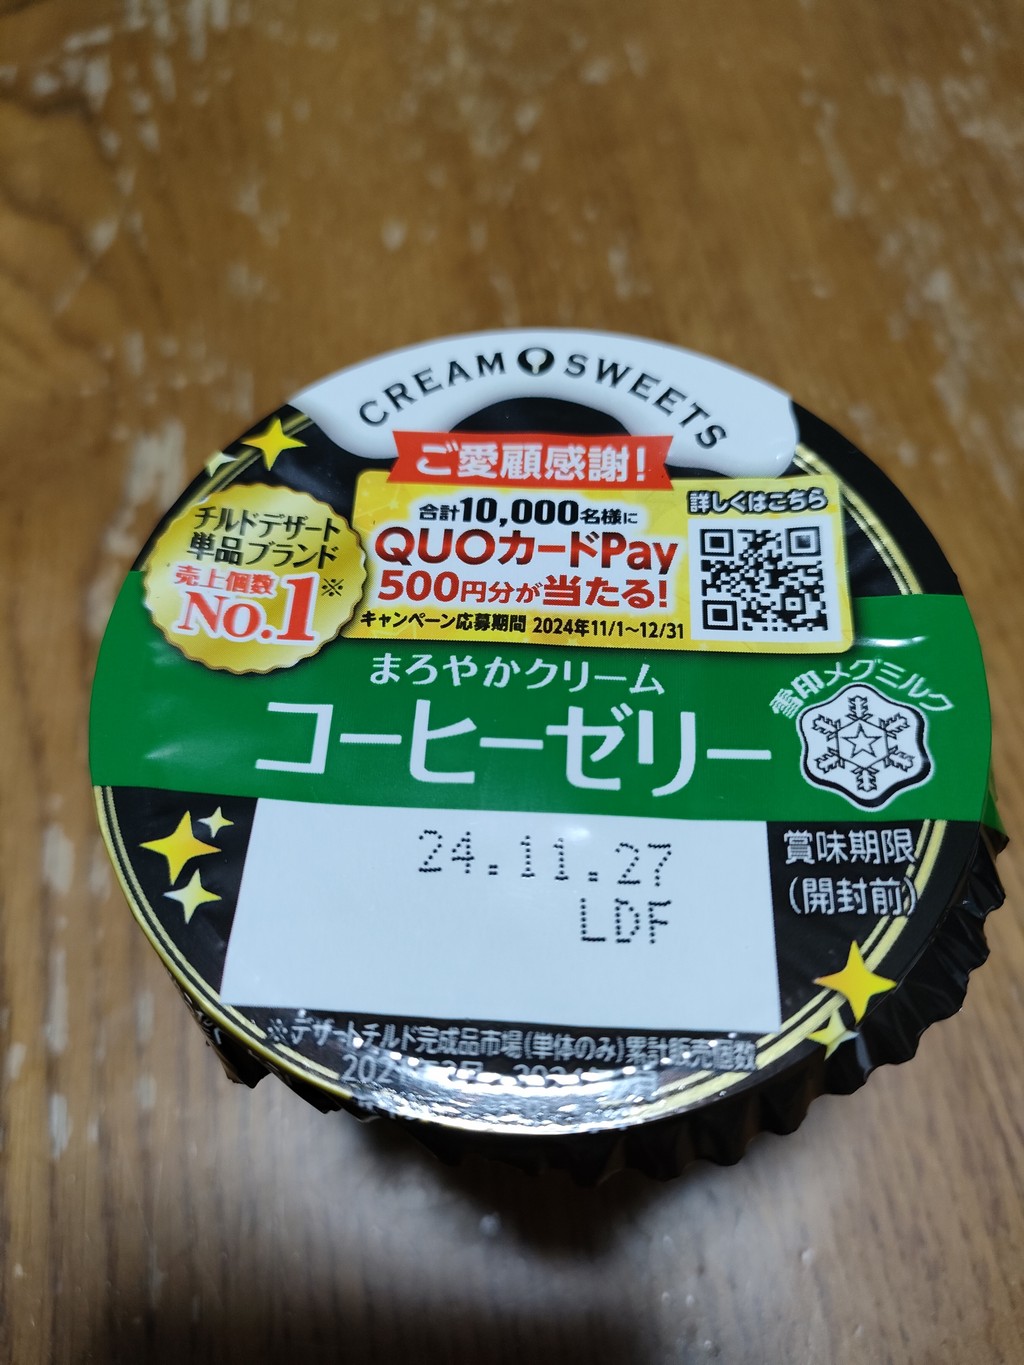 CREAM SWEETS
ご愛顧感謝!
合計10,000名様に
QUOカードPay
500円分が当たる!
キャンペーン応募期間 2024年11/1~12/31
詳しくはこちら
チルドデザート
単品ブランド
売上個数※
No.1
まろやかクリーム
コーヒーゼリー
雪印メグミルク
24.11.27
LDF
賞味期限
(開封前)
※デザートチルド完成品市場(単体のみ)累計販売個数